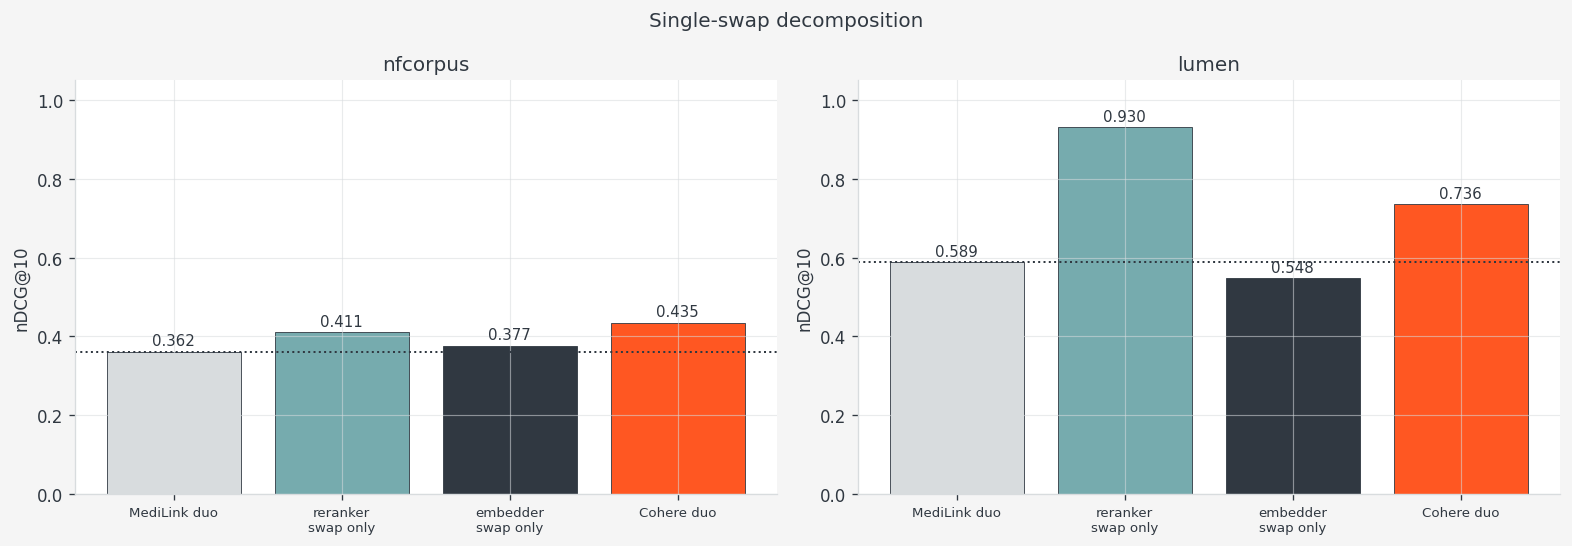 Single-swap decomposition
nfcorpus
nDCG@10
1.0
0.8
0.6
0.4
0.2
0.0
0.362
0.411
0.377
0.435
MediLink duo
reranker
swap only
embedder
swap only
Cohere duo
lumen
nDCG@10
1.0
0.8
0.6
0.4
0.2
0.0
0.589
0.930
0.548
0.736
MediLink duo
reranker
swap only
embedder
swap only
Cohere duo